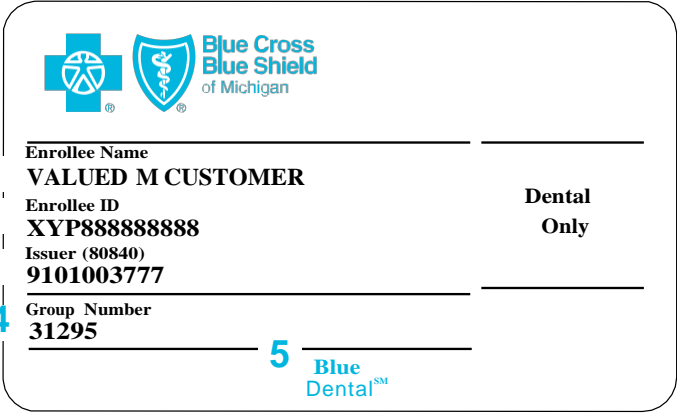 Blue Cross
Blue Shield
of Michigan
® ®
Enrollee Name
VALUED M CUSTOMER
Enrollee ID
XYP888888888
Issuer (80840)
9101003777
Dental
Only
Group Number
31295
4
5
Blue
Dental℠